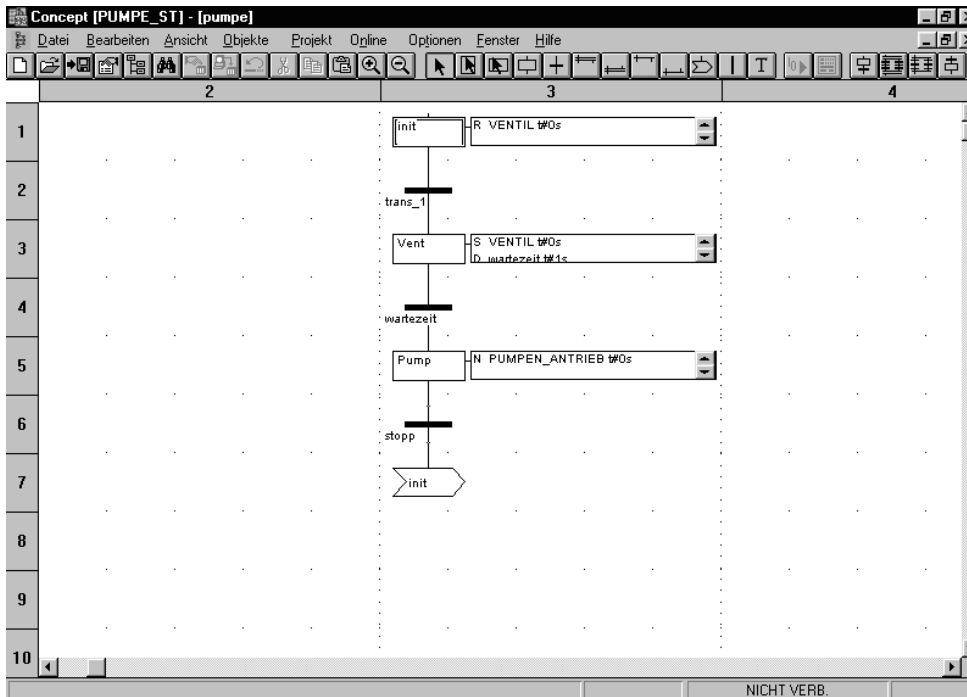 Concept [PUMPE_ST] - [pumpe]
Datei Bearbeiten Ansicht Objekte Projekt Online Optionen Fenster Hilfe
2 3 4
1
init
R VENTIL t#0s
2
trans_1
3
Vent
S VENTIL t#0s
D wartezeit t#1s
4
wartezeit
5
Pump
N PUMPEN_ANTRIEB t#0s
6
stopp
7
init
8
9
10
NICHT VERB.